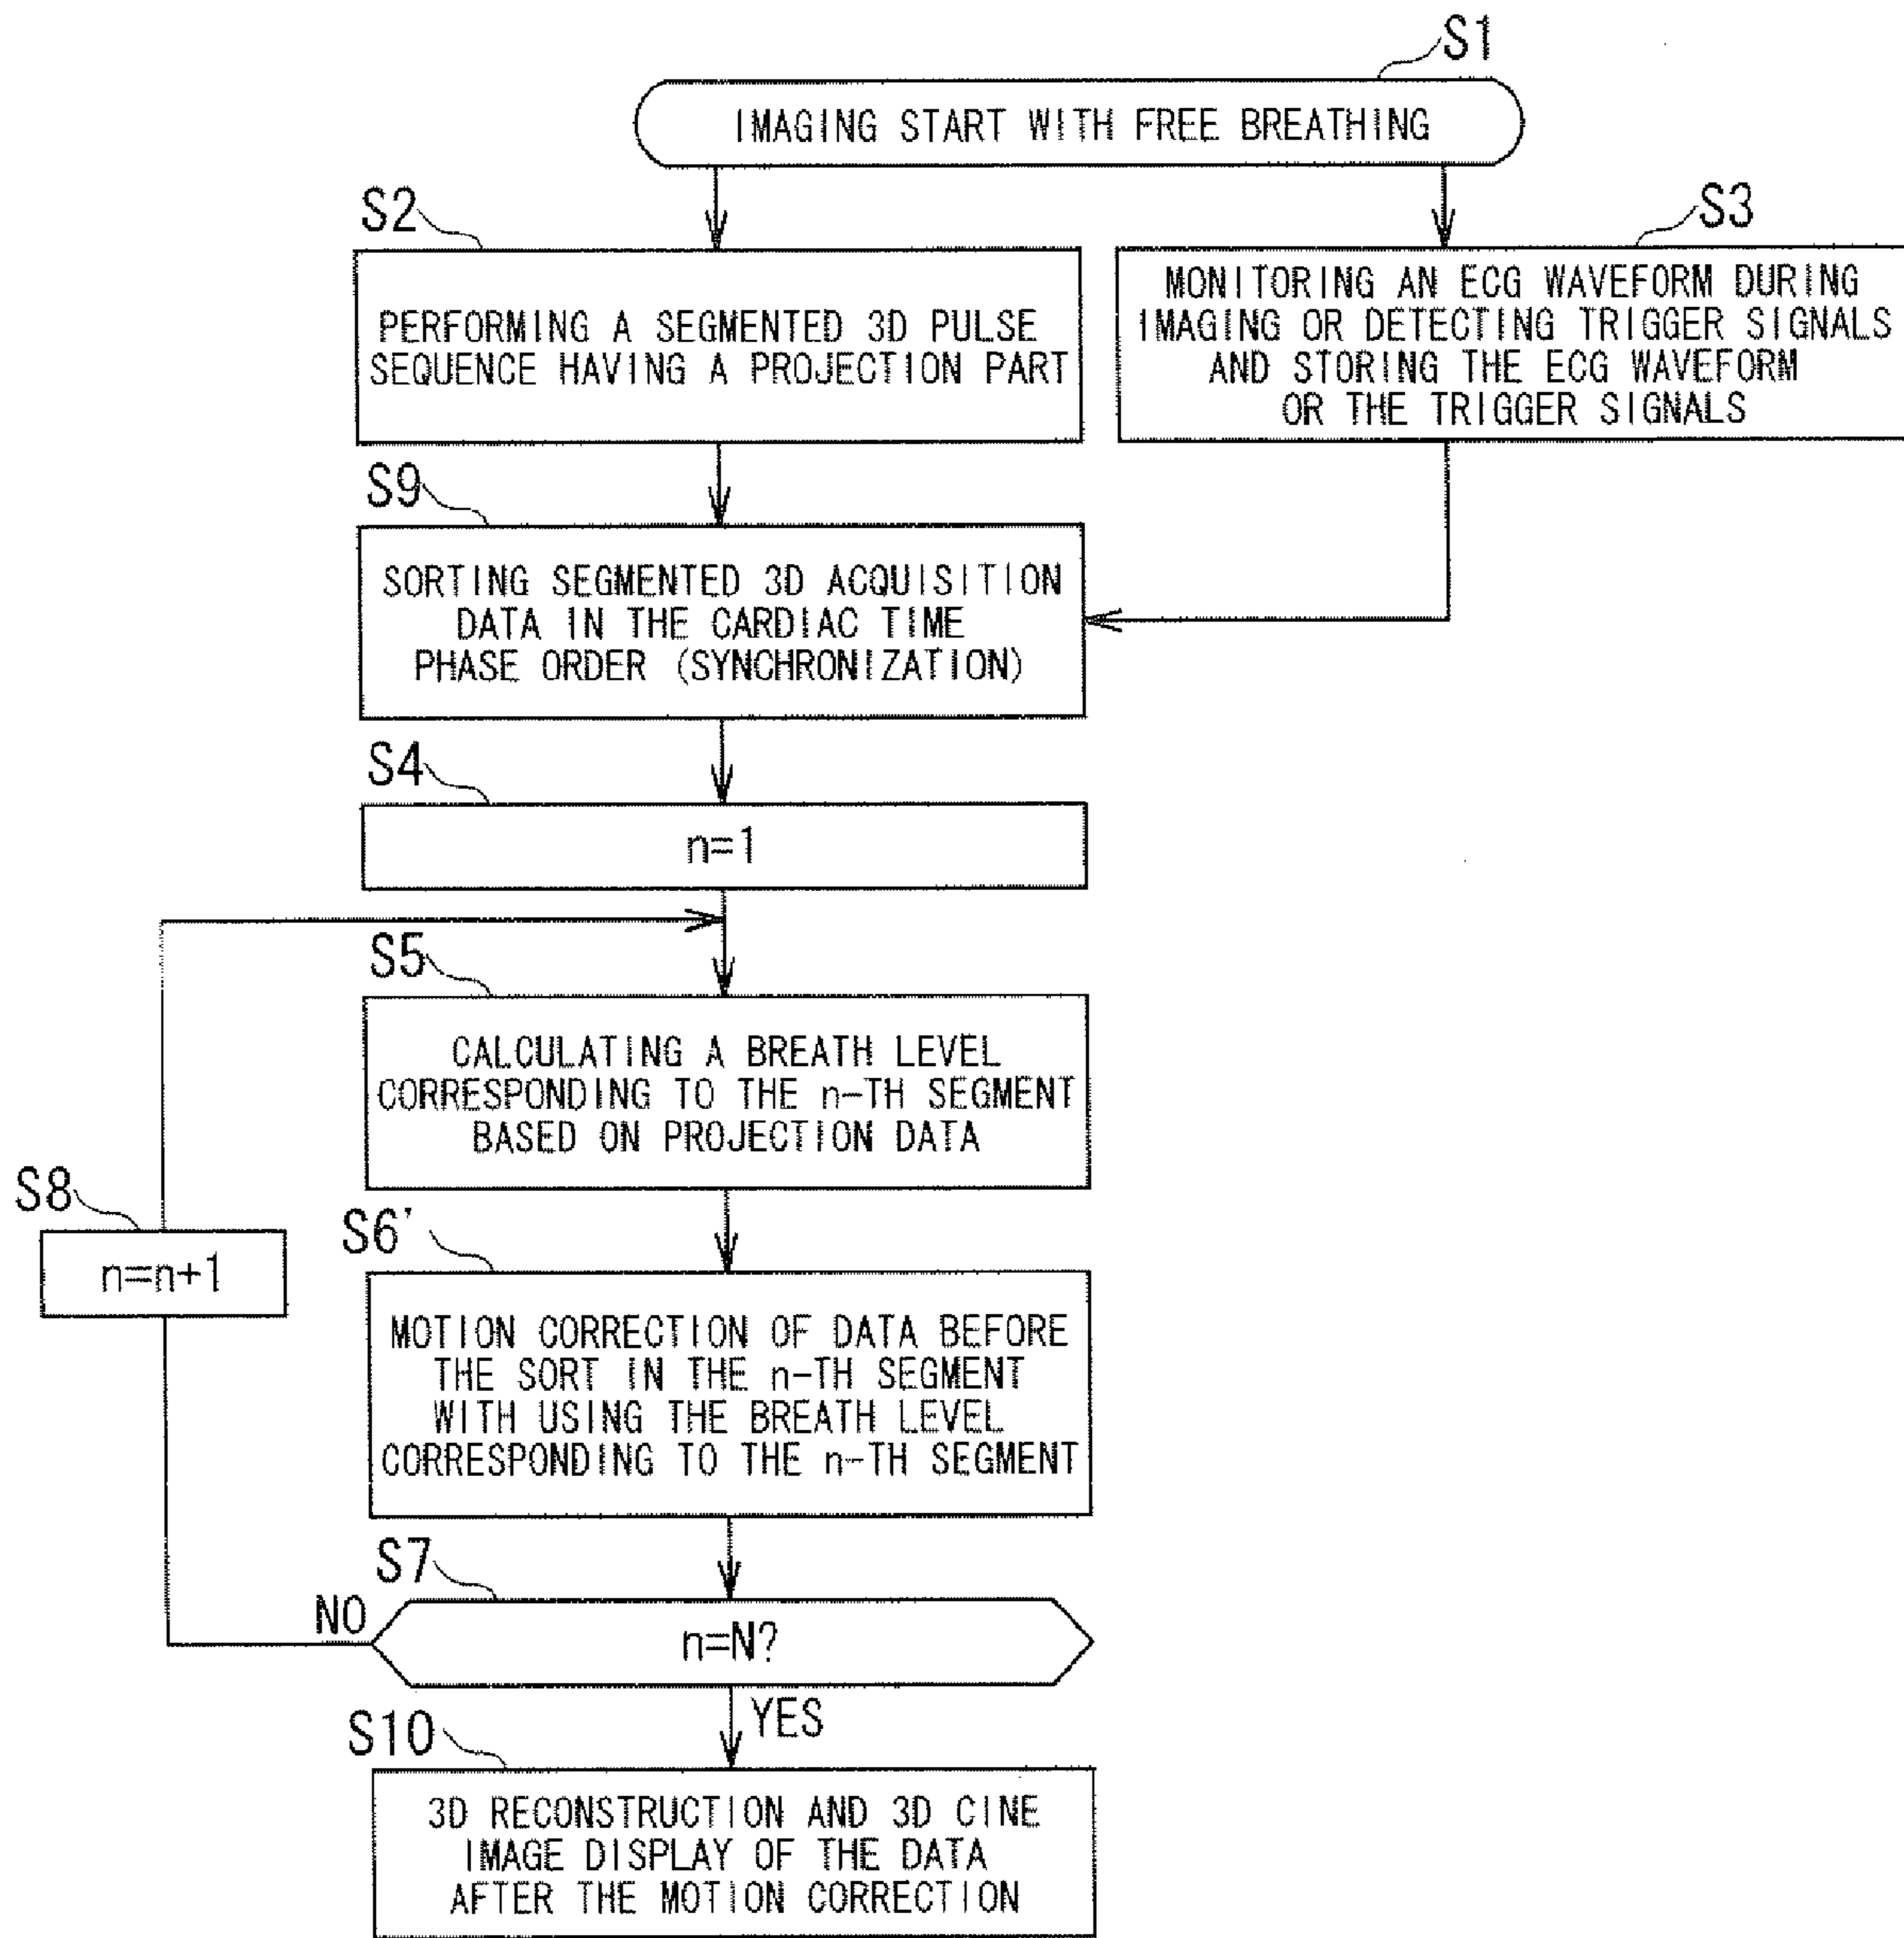 S1
IMAGING START WITH FREE BREATHING
S2
PERFORMING A SEGMENTED 3D PULSE
SEQUENCE HAVING A PROJECTION PART
S3
MONITORING AN ECG WAVEFORM DURING
IMAGING OR DETECTING TRIGGER SIGNALS
AND STORING THE ECG WAVEFORM
OR THE TRIGGER SIGNALS
S9
SORTING SEGMENTED 3D ACQUISITION
DATA IN THE CARDIAC TIME
PHASE ORDER (SYNCHRONIZATION)
S4
n=1
S5
CALCULATING A BREATH LEVEL
CORRESPONDING TO THE n-TH SEGMENT
BASED ON PROJECTION DATA
S8
n=n+1
S6'
MOTION CORRECTION OF DATA BEFORE
THE SORT IN THE n-TH SEGMENT
WITH USING THE BREATH LEVEL
CORRESPONDING TO THE n-TH SEGMENT
S7
NO
n=N?
YES
S10
3D RECONSTRUCTION AND 3D CINE
IMAGE DISPLAY OF THE DATA
AFTER THE MOTION CORRECTION